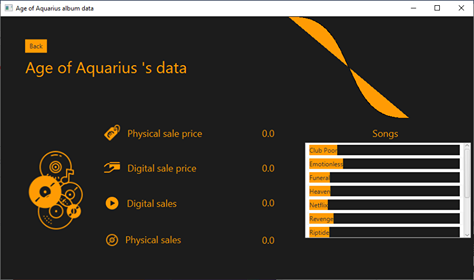 Age of Aquarius album data
Back
Age of Aquarius 's data
Physical sale price 0.0
Digital sale price 0.0
Digital sales 0.0
Physical sales 0.0
Songs
Club Poor
Emotionless
Funeral
Heaven
Netflix
Revenge
Riptide